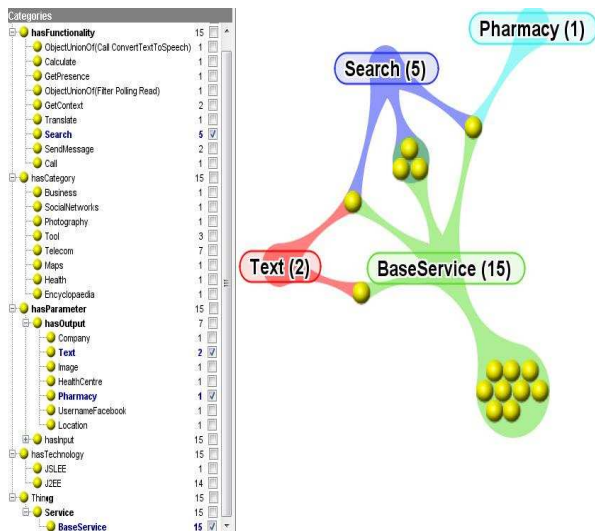 Categories
hasFunctionality 15
ObjectUnionOf(Call ConvertTextToSpeech) 1
Calculate 1
GetPresence 1
ObjectUnionOf(Filter Polling Read) 1
GetContext 2
Translate 1
Search 5
SendMessage 2
Call 1
hasCategory 15
Business 1
SocialNetworks 1
Photography 1
Tool 3
Telecom 7
Maps 1
Health 1
Encyclopaedia 1
hasParameter 15
hasOutput 7
Company 1
Text 2
Image 1
HealthCentre 1
Pharmacy 1
UsernameFacebook 1
Location 1
hasInput 15
hasTechnology 15
JSLEE 1
J2EE 14
Thing 15
Service 15
BaseService 15
Pharmacy (1)
Search (5)
Text (2)
BaseService (15)